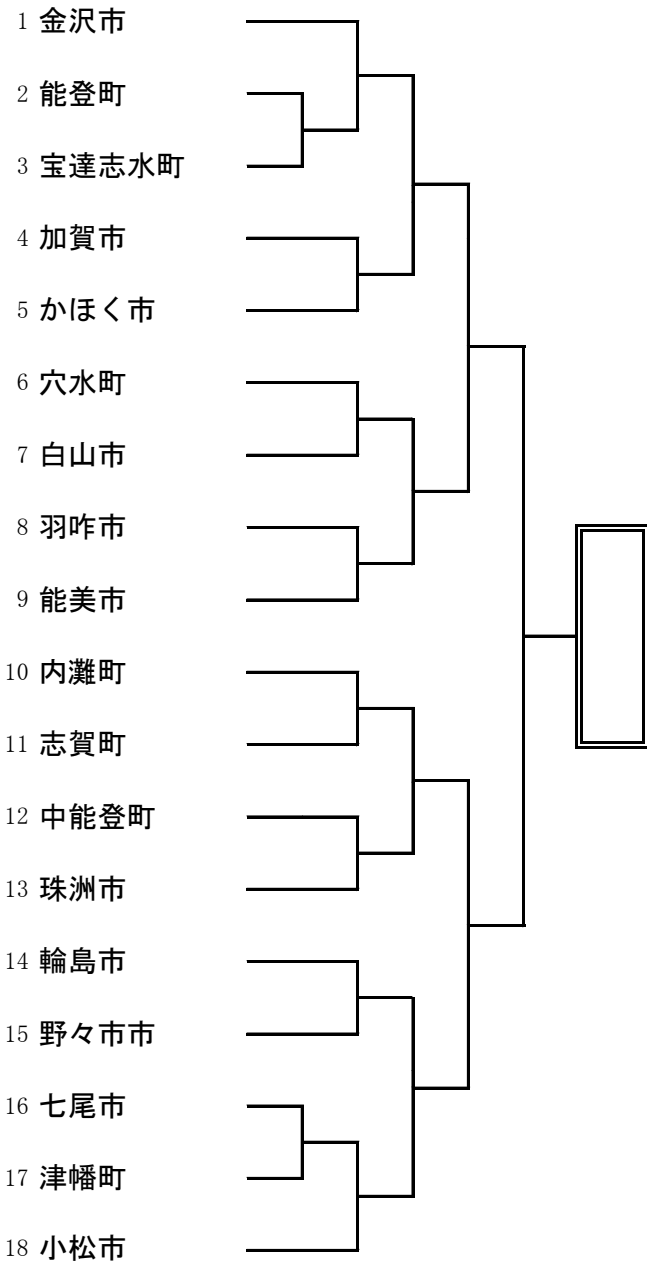 1 金沢市
2 能登町
3 宝達志水町
4 加賀市
5 かほく市
6 穴水町
7 白山市
8 羽咋市
9 能美市
10 内灘町
11 志賀町
12 中能登町
13 珠洲市
14 輪島市
15 野々市市
16 七尾市
17 津幡町
18 小松市